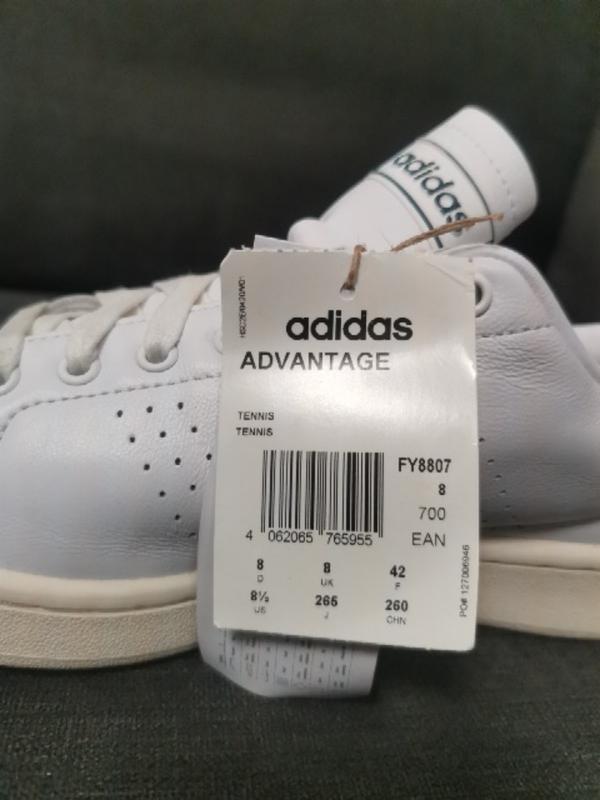 adidas
adidas
ADVANTAGE
TENNIS
TENNIS
FY8807
8
700
4 062065 765955 EAN
8 8 42
D UK F
8½ 265 260
US J CHN
PO# 127006946